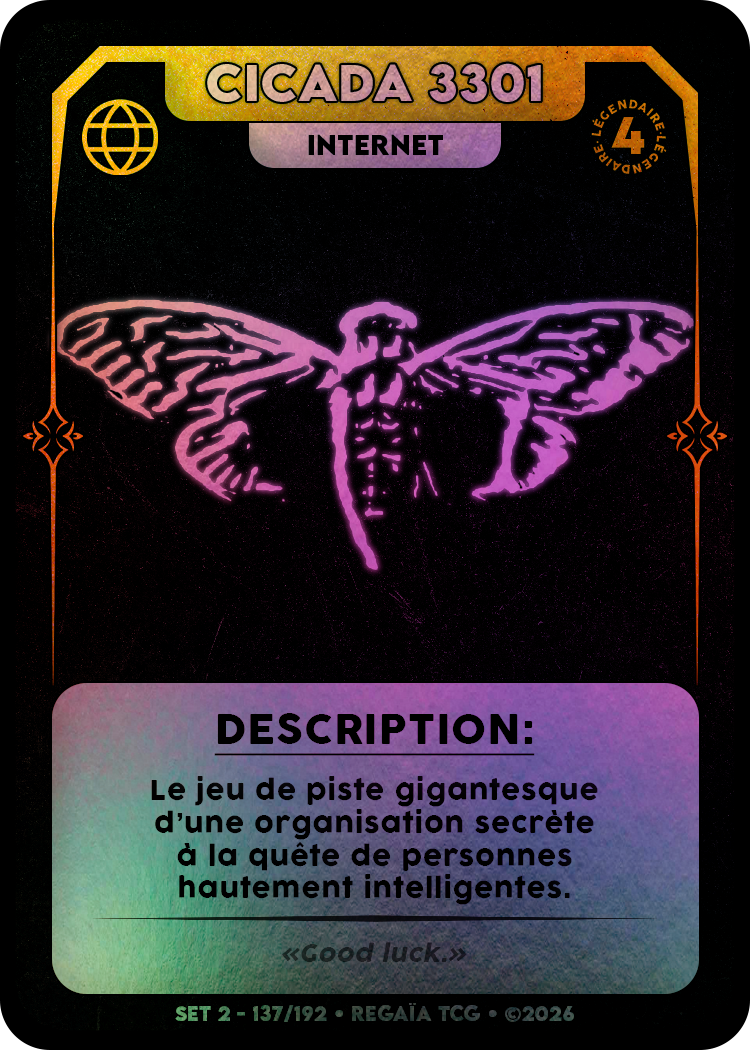 CICADA 3301
INTERNET
LÉGENDAIRE·LÉGENDAIRE·
4
DESCRIPTION:
Le jeu de piste gigantesque
d’une organisation secrète
à la quête de personnes
hautement intelligentes.
«Good luck.»
SET 2 - 137/192 • REGAÏA TCG • ©2026